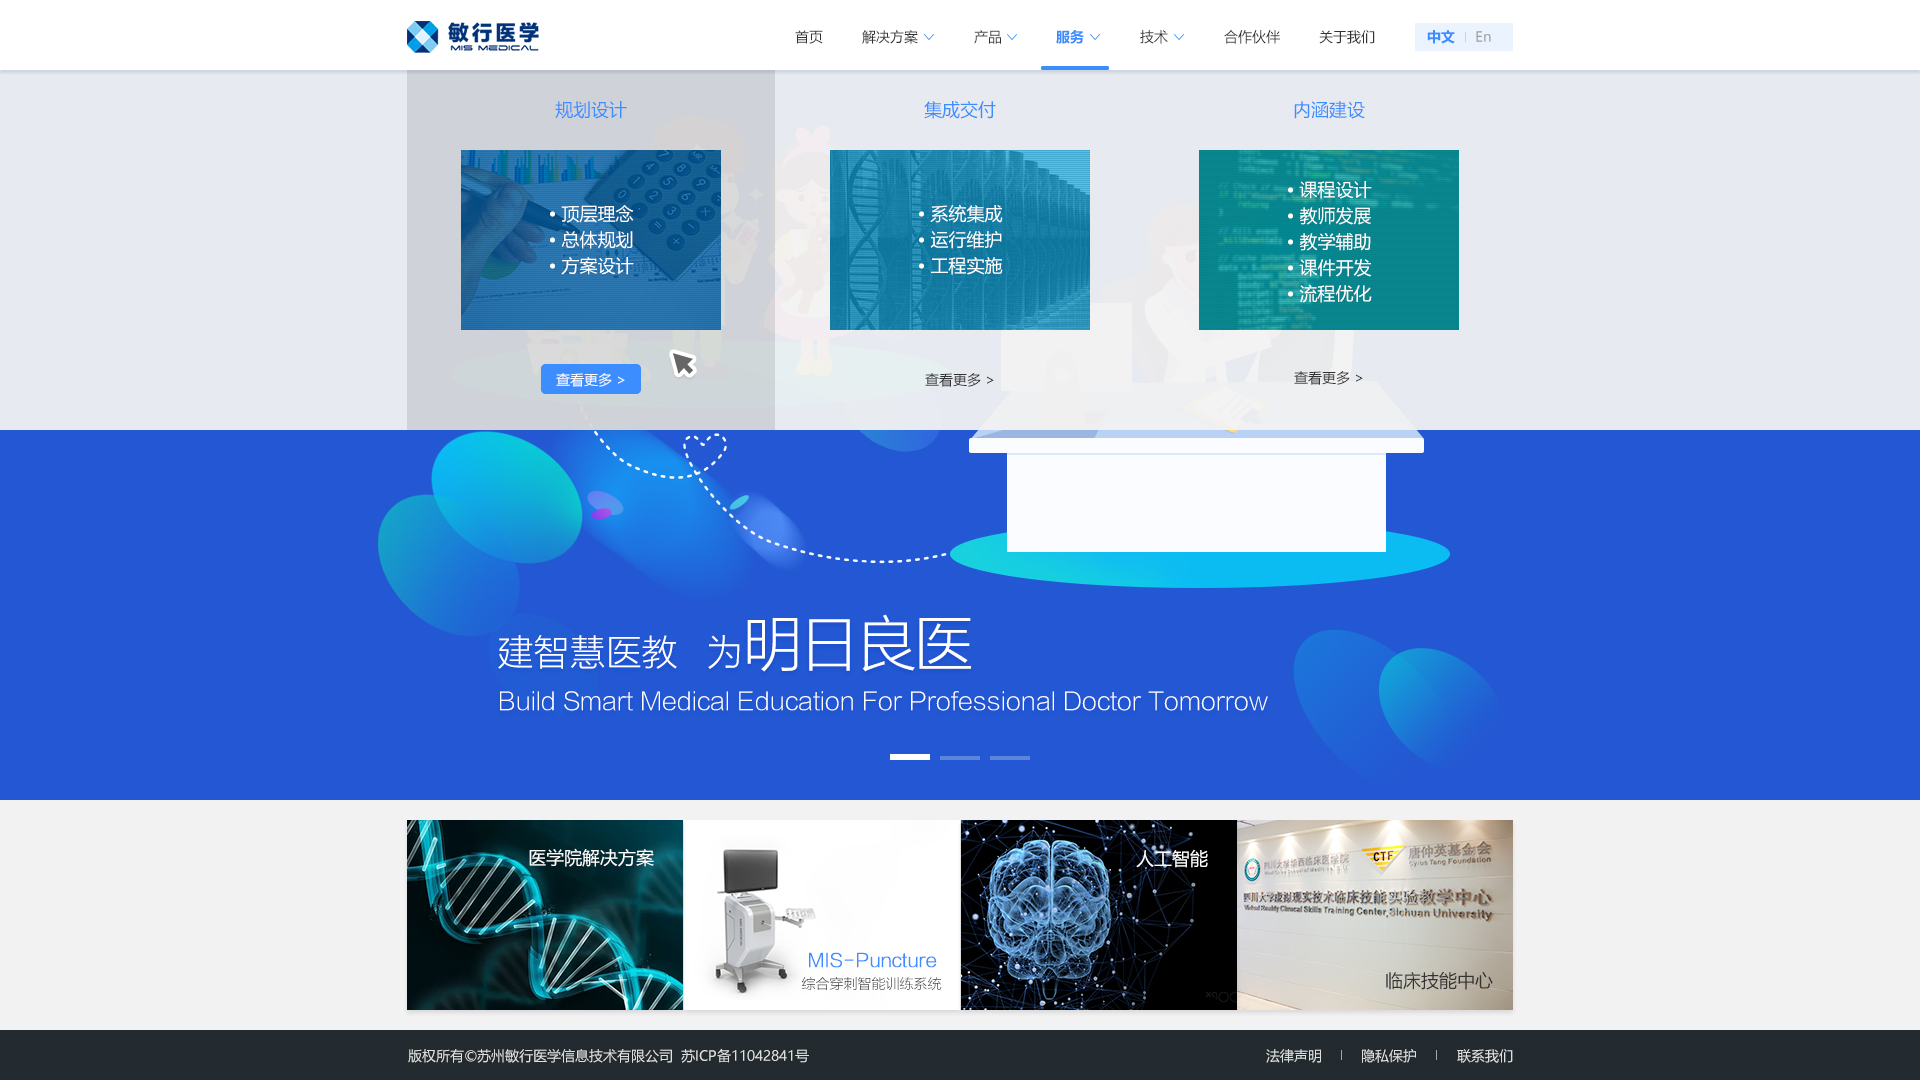 敏行医学
MIS MEDICAL
首页
解决方案
产品
服务
技术
合作伙伴
关于我们
中文
En
规划设计
• 顶层理念
• 总体规划
• 方案设计
查看更多 >
集成交付
• 系统集成
• 运行维护
• 工程实施
查看更多 >
内涵建设
• 课程设计
• 教师发展
• 教学辅助
• 课件开发
• 流程优化
查看更多 >
建智慧医教 为明日良医
Build Smart Medical Education For Professional Doctor Tomorrow
医学院解决方案
MIS-Puncture
综合穿刺智能训练系统
人工智能
四川大学华西临床医学院
CTF
唐仲英基金会
Cyrus Tang Foundation
四川大学虚拟现实技术临床技能实验教学中心
Virtual Reality Clinical Skills Training Center, Sichuan University
临床技能中心
版权所有©苏州敏行医学信息技术有限公司 苏ICP备11042841号
法律声明
隐私保护
联系我们